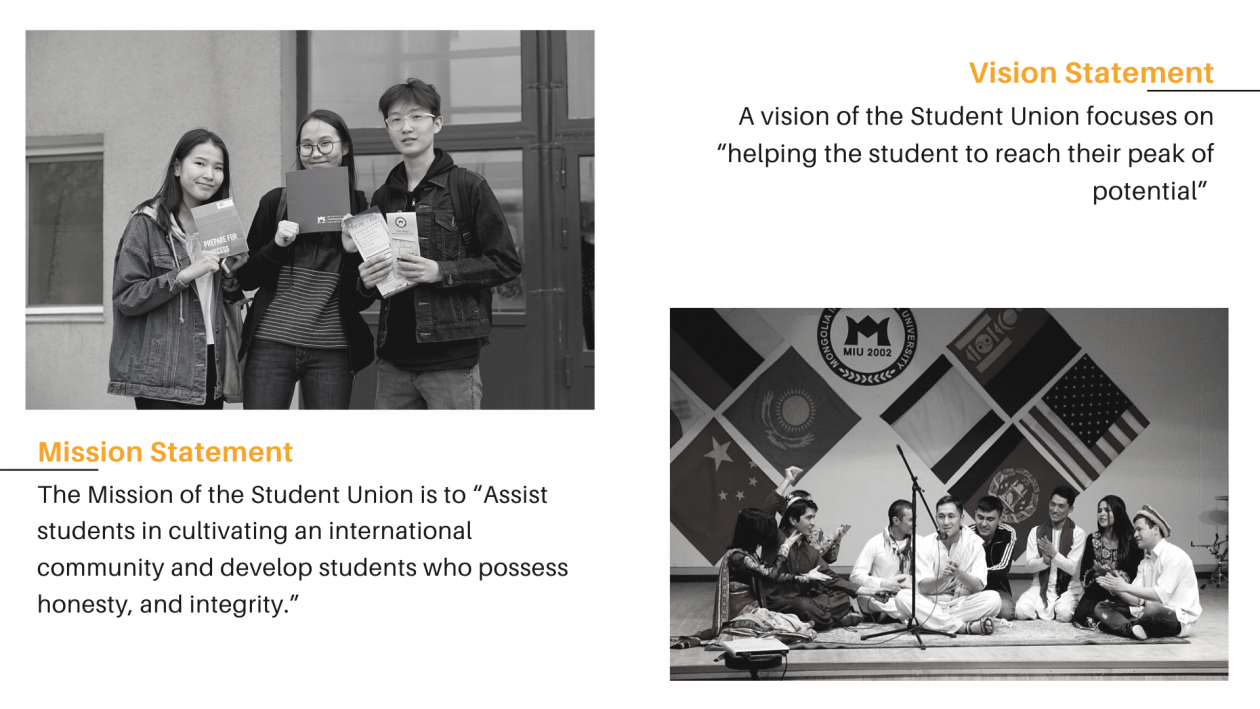 Vision Statement
A vision of the Student Union focuses on
“helping the student to reach their peak of
potential”
PREPARE FOR
MONGOLIA
UNIVERSITY
MIU 2002
Mission Statement
The Mission of the Student Union is to “Assist
students in cultivating an international
community and develop students who possess
honesty, and integrity.”